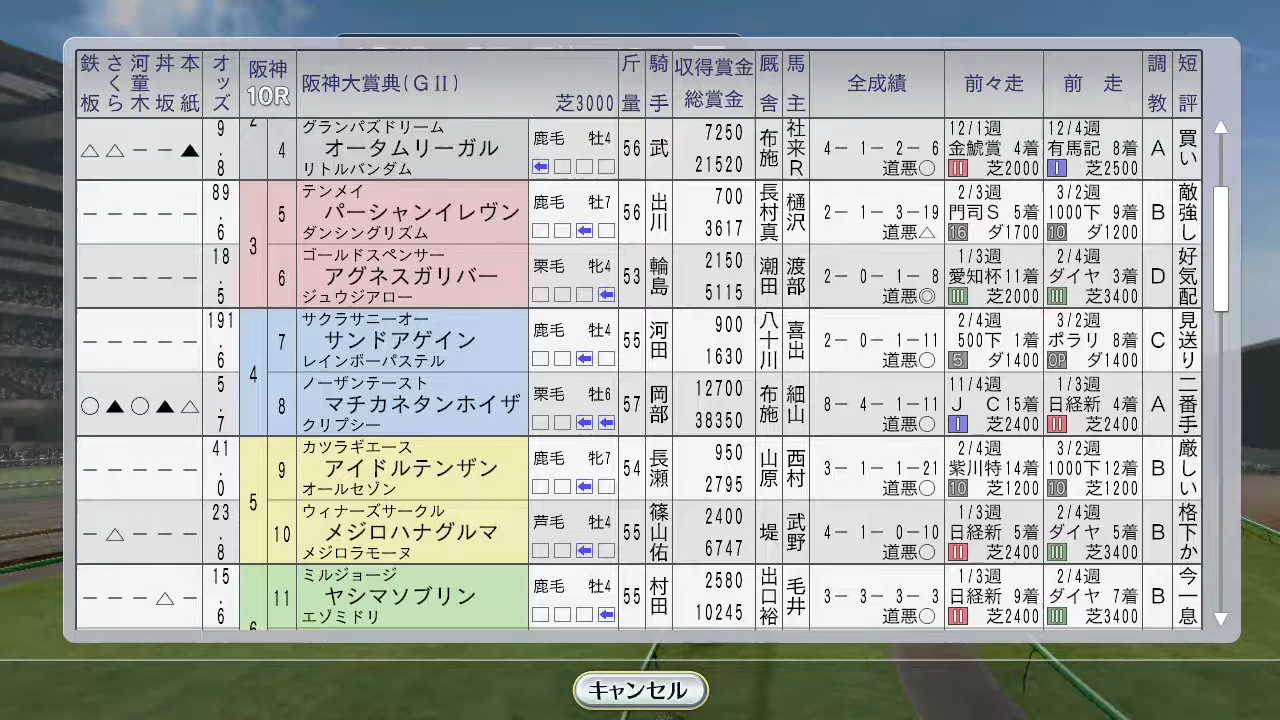 鉄板 さくら 河童木 丼坂 本紙 オッズ 阪神10R 阪神大賞典(GⅡ) 芝3000 斤量 騎手 収得賞金 総賞金 厩舎 馬主 全成績 前々走 前 走 調教 短評
△ △ － － ▲ 9.8 2 4 グランパズドリーム 鹿毛 牡4 56 武 7250 布施 社来R 4－ 1－ 2－ 6 12/1週 12/4週 A 買い
オータムリーガル 金鯱賞 4着 有馬記 8着
リトルバンダム 21520 道悪○ II 芝2000 I 芝2500
－ － － － － 89.6 3 5 テンメイ 鹿毛 牡7 56 出川 700 長村真 樋沢 2－ 1－ 3－19 2/3週 3/2週 B 敵強し
パーシャンイレヴン 門司S 5着 1000下 9着
ダンシングリズム 3617 道悪△ 16 ダ1700 10 ダ1200
－ － － － － 18.5 6 ゴールドスペンサー 栗毛 牝4 53 輪島 2150 潮田 渡部 2－ 0－ 1－ 8 1/3週 2/4週 D 好気配
アグネスガリバー 愛知杯11着 ダイヤ 3着
ジュウジアロー 5115 道悪◎ III 芝2000 III 芝3400
－ － － － － 191.6 4 7 サクラサニーオー 鹿毛 牡4 55 河田 900 八十川 喜出 2－ 0－ 1－11 2/4週 3/2週 C 見送り
サンドアゲイン 500下 1着 ポラリ 8着
レインボーパステル 1630 道悪○ 5 ダ1400 OP ダ1400
○ ▲ ○ ▲ △ 5.7 8 ノーザンテースト 栗毛 牡6 57 岡部 12700 布施 細山 8－ 4－ 1－11 11/4週 1/3週 A 二番手
マチカネタンホイザ J C15着 日経新 4着
クリプシー 38350 道悪○ I 芝2400 II 芝2400
－ － － － － 41.0 5 9 カツラギエース 鹿毛 牝7 54 長瀬 950 山原 西村 3－ 1－ 1－21 2/4週 3/2週 B 厳しい
アイドルテンザン 紫川特14着 1000下12着
オールセゾン 2795 道悪○ 10 芝1200 10 芝1200
－ △ － － － 23.8 10 ウィナーズサークル 芦毛 牡4 55 篠山佑 2400 堤 武野 4－ 1－ 0－10 1/3週 2/4週 B 格下か
メジロハナグルマ 日経新 5着 ダイヤ 5着
メジロラモーヌ 6747 道悪○ II 芝2400 III 芝3400
－ － － △ － 15.6 6 11 ミルジョージ 鹿毛 牡4 55 村田 2580 出口裕 毛井 3－ 3－ 3－ 3 1/3週 2/4週 B 今一息
ヤシマソブリン 日経新 9着 ダイヤ 7着
エゾミドリ 10245 道悪○ II 芝2400 III 芝3400
キャンセル